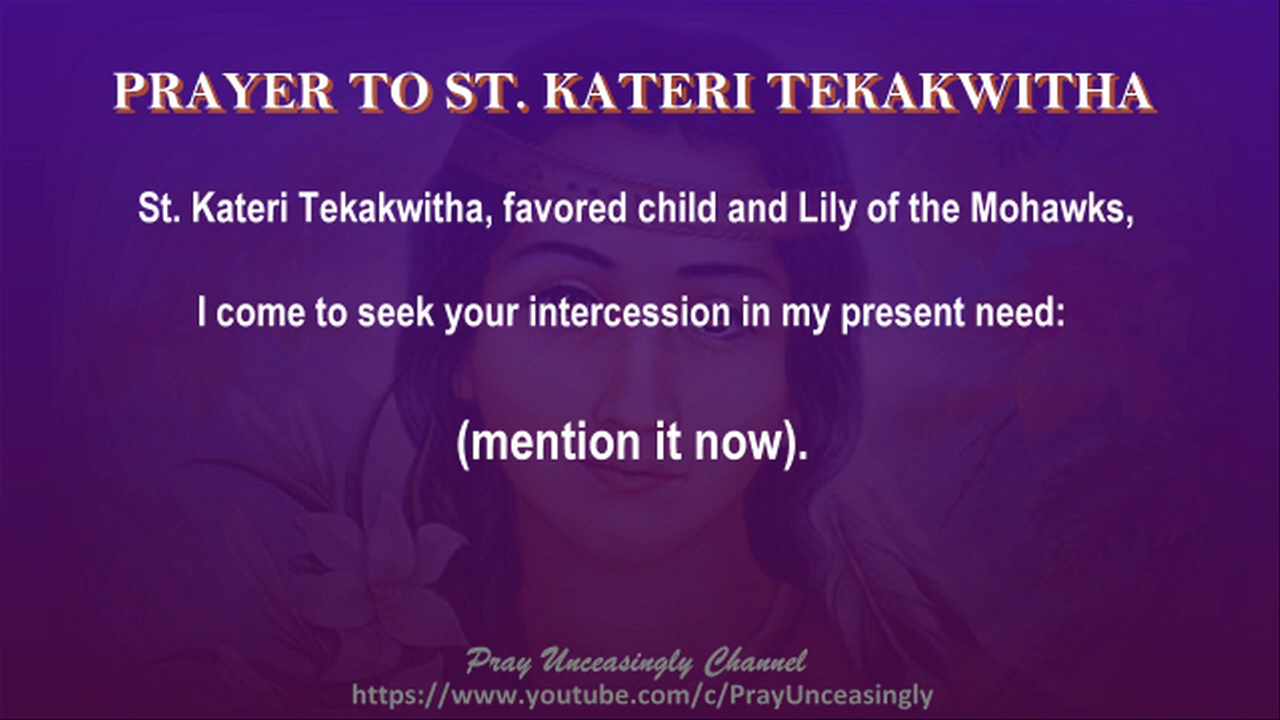 PRAYER TO ST. KATERI TEKAKWITHA
St. Kateri Tekakwitha, favored child and Lily of the Mohawks,
I come to seek your intercession in my present need:
(mention it now).
Pray Unceasingly Channel
https://www.youtube.com/c/PrayUnceasingly